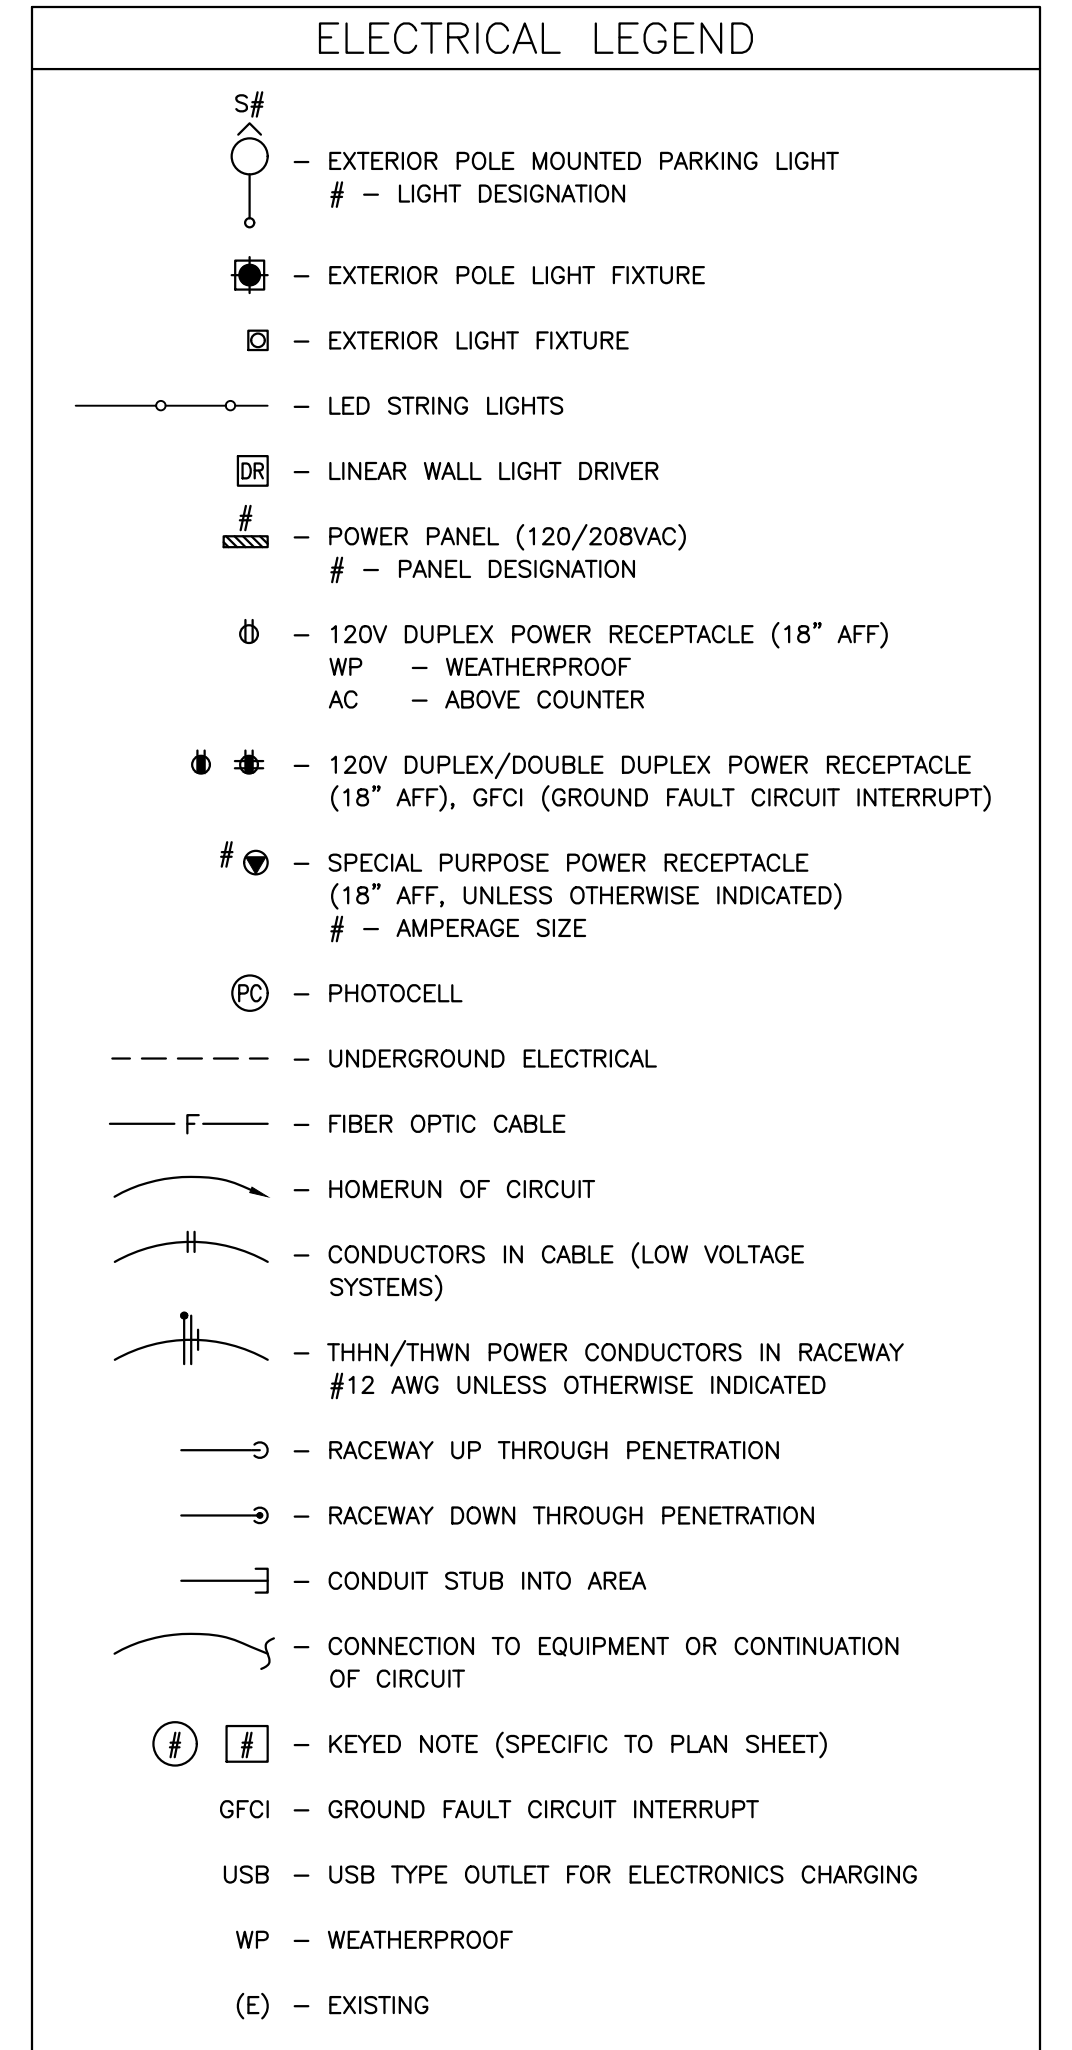 ELECTRICAL LEGEND
S#
– EXTERIOR POLE MOUNTED PARKING LIGHT
# – LIGHT DESIGNATION
– EXTERIOR POLE LIGHT FIXTURE
– EXTERIOR LIGHT FIXTURE
– LED STRING LIGHTS
DR – LINEAR WALL LIGHT DRIVER
#
– POWER PANEL (120/208VAC)
# – PANEL DESIGNATION
– 120V DUPLEX POWER RECEPTACLE (18” AFF)
WP – WEATHERPROOF
AC – ABOVE COUNTER
– 120V DUPLEX/DOUBLE DUPLEX POWER RECEPTACLE
(18” AFF), GFCI (GROUND FAULT CIRCUIT INTERRUPT)
# – SPECIAL PURPOSE POWER RECEPTACLE
(18” AFF, UNLESS OTHERWISE INDICATED)
# – AMPERAGE SIZE
PC – PHOTOCELL
– UNDERGROUND ELECTRICAL
F – FIBER OPTIC CABLE
– HOMERUN OF CIRCUIT
– CONDUCTORS IN CABLE (LOW VOLTAGE
SYSTEMS)
– THHN/THWN POWER CONDUCTORS IN RACEWAY
#12 AWG UNLESS OTHERWISE INDICATED
– RACEWAY UP THROUGH PENETRATION
– RACEWAY DOWN THROUGH PENETRATION
– CONDUIT STUB INTO AREA
– CONNECTION TO EQUIPMENT OR CONTINUATION
OF CIRCUIT
# # – KEYED NOTE (SPECIFIC TO PLAN SHEET)
GFCI – GROUND FAULT CIRCUIT INTERRUPT
USB – USB TYPE OUTLET FOR ELECTRONICS CHARGING
WP – WEATHERPROOF
(E) – EXISTING